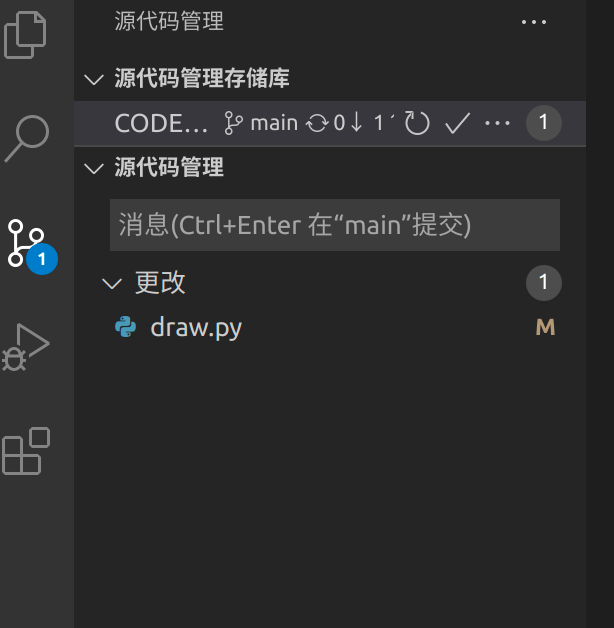 源代码管理 ···
源代码管理存储库
CODE... main 0↓ 1 ··· 1
源代码管理
消息(Ctrl+Enter 在“main”提交)
更改 1
draw.py M
1